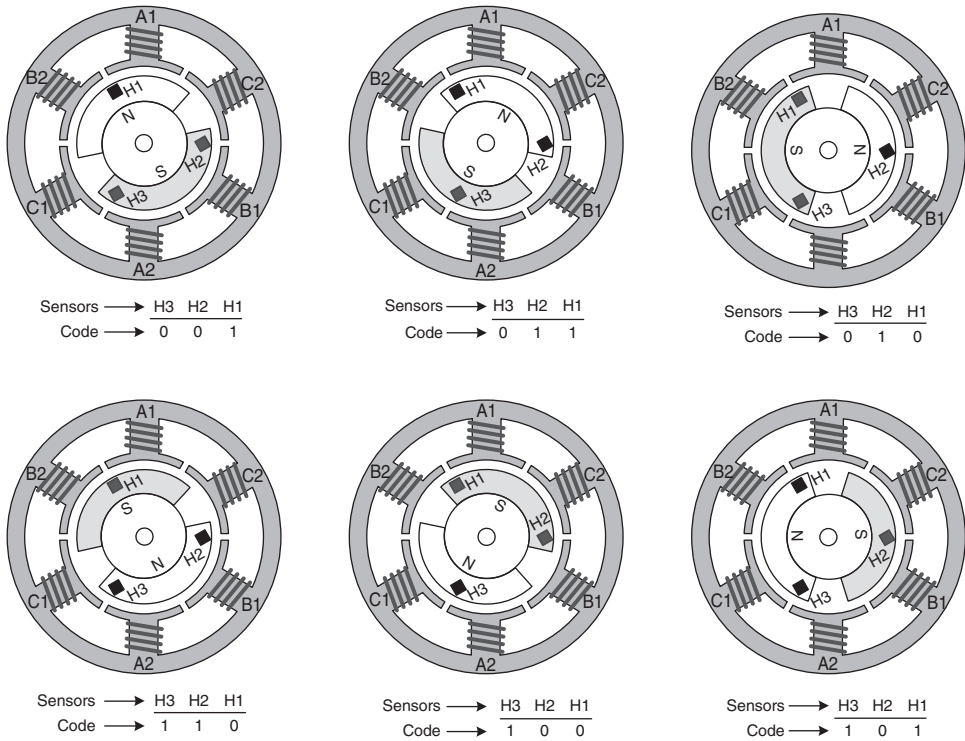 A1
B2
C2
H1
N
H2
S
H3
C1
B1
A2
Sensors H3 H2 H1
Code 0 0 1
A1
B2
C2
H1
N
H2
S
H3
C1
B1
A2
Sensors H3 H2 H1
Code 0 1 1
A1
B2
C2
H1
S
N
H2
H3
C1
B1
Sensors H3 H2 H1
Code 0 1 0
A1
B2
C2
H1
S
H2
N
H3
C1
B1
A2
Sensors H3 H2 H1
Code 1 1 0
A1
B2
C2
H1
S
H2
N
H3
C1
B1
A2
Sensors H3 H2 H1
Code 1 0 0
A1
B2
C2
H1
N
S
H2
H3
C1
B1
A2
Sensors H3 H2 H1
Code 1 0 1